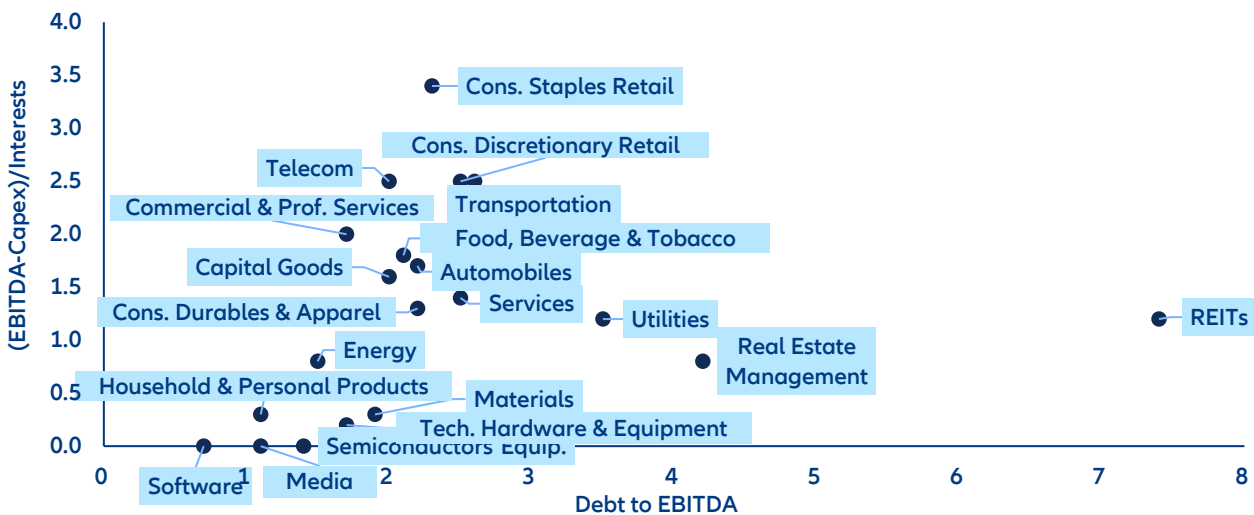 4.0
3.5
3.0
2.5
2.0
1.5
1.0
0.5
0.0
(EBITDA-Capex)/Interests
Cons. Staples Retail
Cons. Discretionary Retail
Telecom
Transportation
Commercial & Prof. Services
Food, Beverage & Tobacco
Capital Goods
Automobiles
Services
Cons. Durables & Apparel
Utilities
REITs
Energy
Real Estate
Management
Household & Personal Products
Materials
Tech. Hardware & Equipment
Semiconductors Equip.
Software
Media
0 1 2 3 4 5 6 7 8
Debt to EBITDA